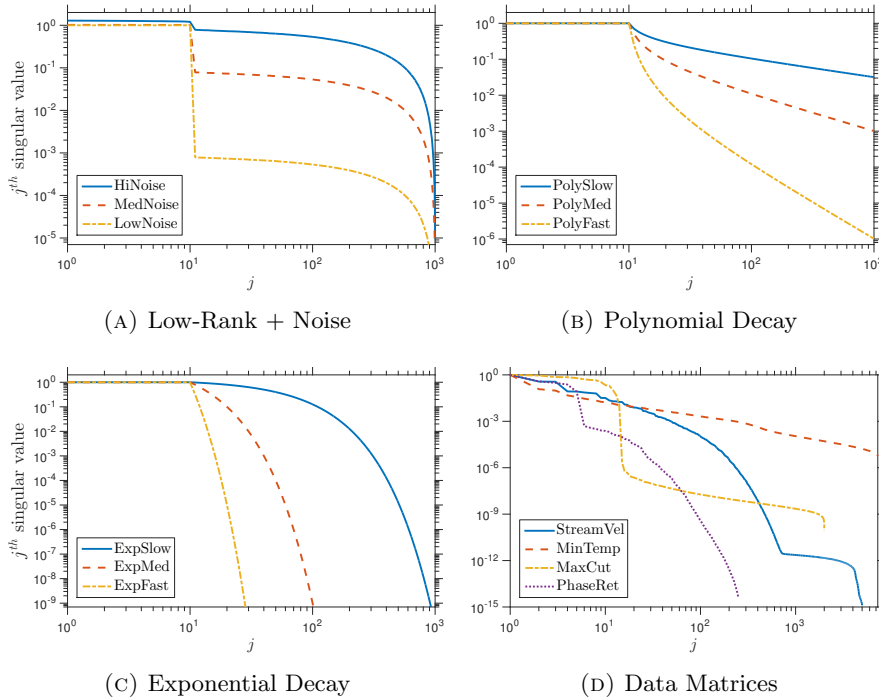 10^0
10^-1
10^-2
10^-3
10^-4
10^-5
j^th singular value
HiNoise
MedNoise
LowNoise
10^0 10^1 10^2 10^3
j
(A) Low-Rank + Noise
10^0
10^-1
10^-2
10^-3
10^-4
10^-5
10^-6
PolySlow
PolyMed
PolyFast
10^0 10^1 10^2 10^3
j
(B) Polynomial Decay
10^0
10^-1
10^-2
10^-3
10^-4
10^-5
10^-6
10^-7
10^-8
10^-9
j^th singular value
ExpSlow
ExpMed
ExpFast
10^0 10^1 10^2 10^3
j
(C) Exponential Decay
10^0
10^-3
10^-6
10^-9
10^-12
10^-15
StreamVel
MinTemp
MaxCut
PhaseRet
10^0 10^1 10^2 10^3
j
(D) Data Matrices